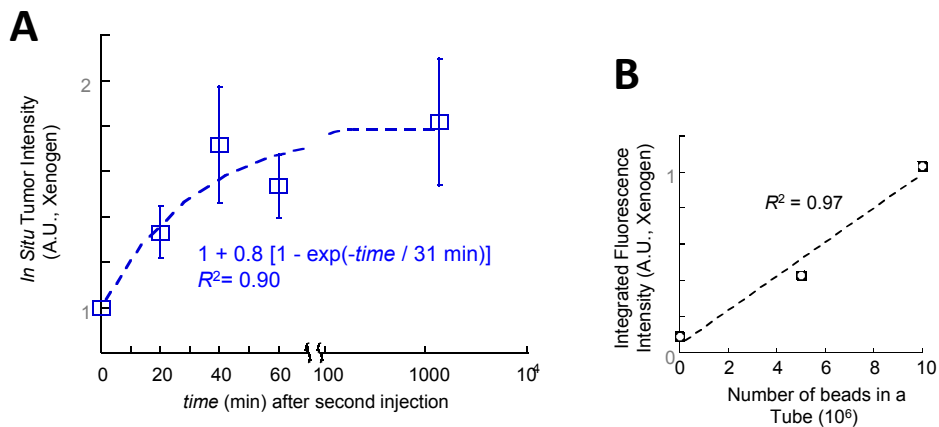 A
In Situ Tumor Intensity
(A.U., Xenogen)
2
1
1 + 0.8 [1 - exp(-time / 31 min)]
R²= 0.90
0 20 40 60 100 1000 10⁴
time (min) after second injection
B
Integrated Fluorescence
Intensity (A.U., Xenogen)
1
0
R² = 0.97
0 2 4 6 8 10
Number of beads in a
Tube (10⁶)